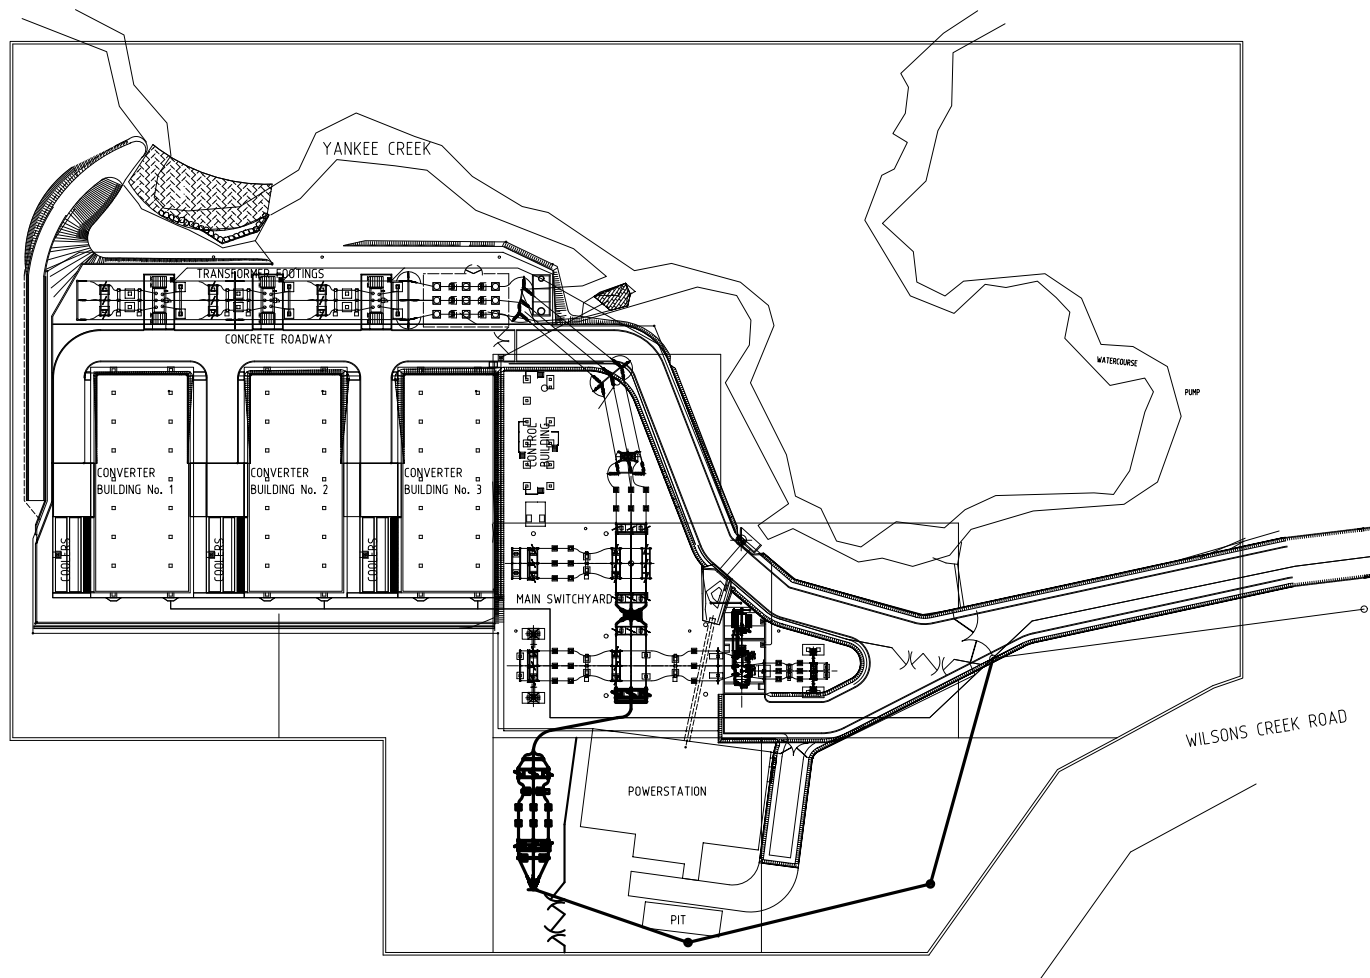 YANKEE CREEK
TRANSFORMER FOOTINGS
CONCRETE ROADWAY
WATERCOURSE
PUMP
CONTROL
BUILDING
CONVERTER
BUILDING No. 1
CONVERTER
BUILDING No. 2
CONVERTER
BUILDING No. 3
COOLERS
COOLERS
COOLERS
MAIN SWITCHYARD
WILSONS CREEK ROAD
POWERSTATION
PIT